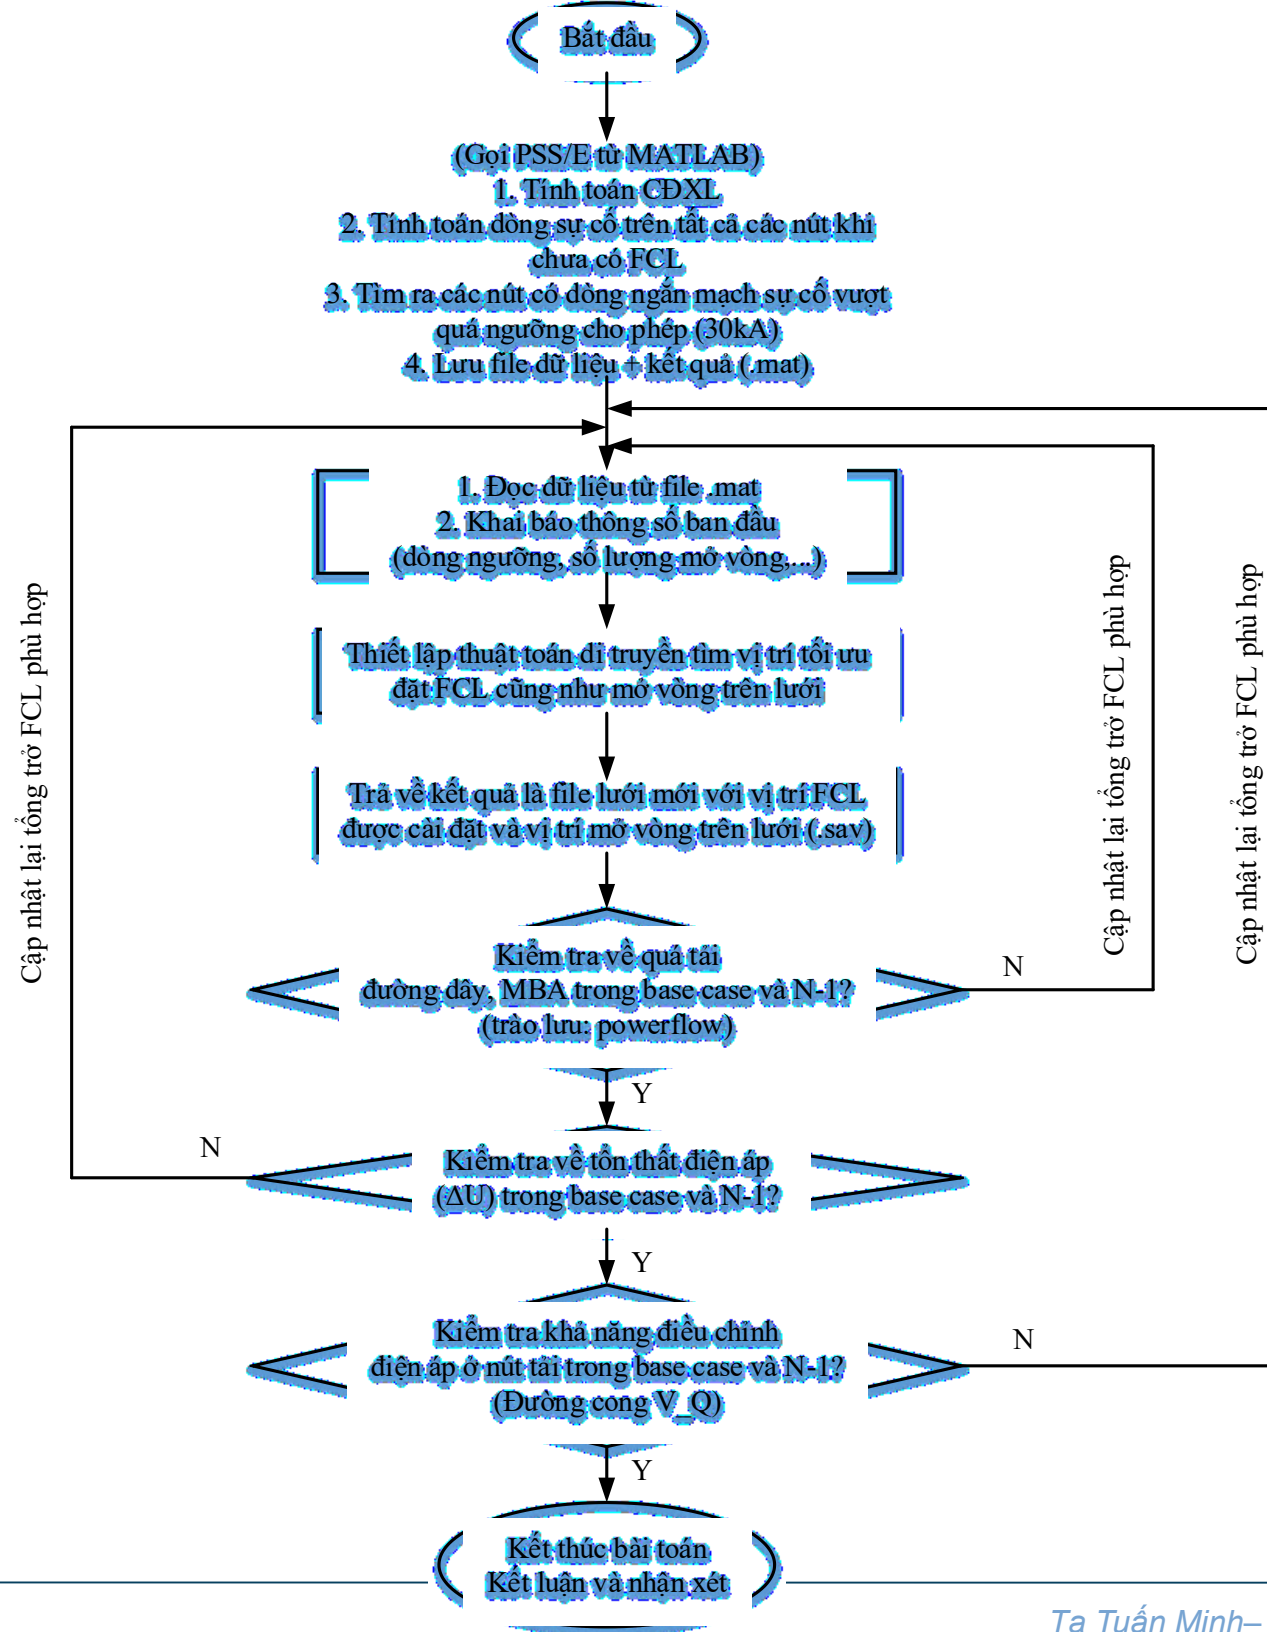 Bắt đầu
(Gọi PSS/E từ MATLAB)
1. Tính toán CĐXL
2. Tính toán dòng sự cố trên tất cả các nút khi
chưa có FCL
3. Tìm ra các nút có dòng ngắn mạch sự cố vượt
quá ngưỡng cho phép (30kA)
4. Lưu file dữ liệu + kết quả (.mat)
1. Đọc dữ liệu từ file .mat
2. Khai báo thông số ban đầu
(dòng ngưỡng, số lượng mở vòng,...)
Thiết lập thuật toán di truyền tìm vị trí tối ưu
đặt FCL cũng như mở vòng trên lưới
Trả về kết quả là file lưới mới với vị trí FCL
được cài đặt và vị trí mở vòng trên lưới (.sav)
Cập nhật lại tổng trở FCL phù hợp
Cập nhật lại tổng trở FCL phù hợp
Cập nhật lại tổng trở FCL phù hợp
Kiểm tra về quá tải
đường dây, MBA trong base case và N-1?
(trào lưu: powerflow)
N
Y
Kiểm tra về tổn thất điện áp
(ΔU) trong base case và N-1?
N
Y
Kiểm tra khả năng điều chỉnh
điện áp ở nút tải trong base case và N-1?
(Đường cong V_Q)
N
Y
Kết thúc bài toán
Kết luận và nhận xét
Tạ Tuấn Minh–